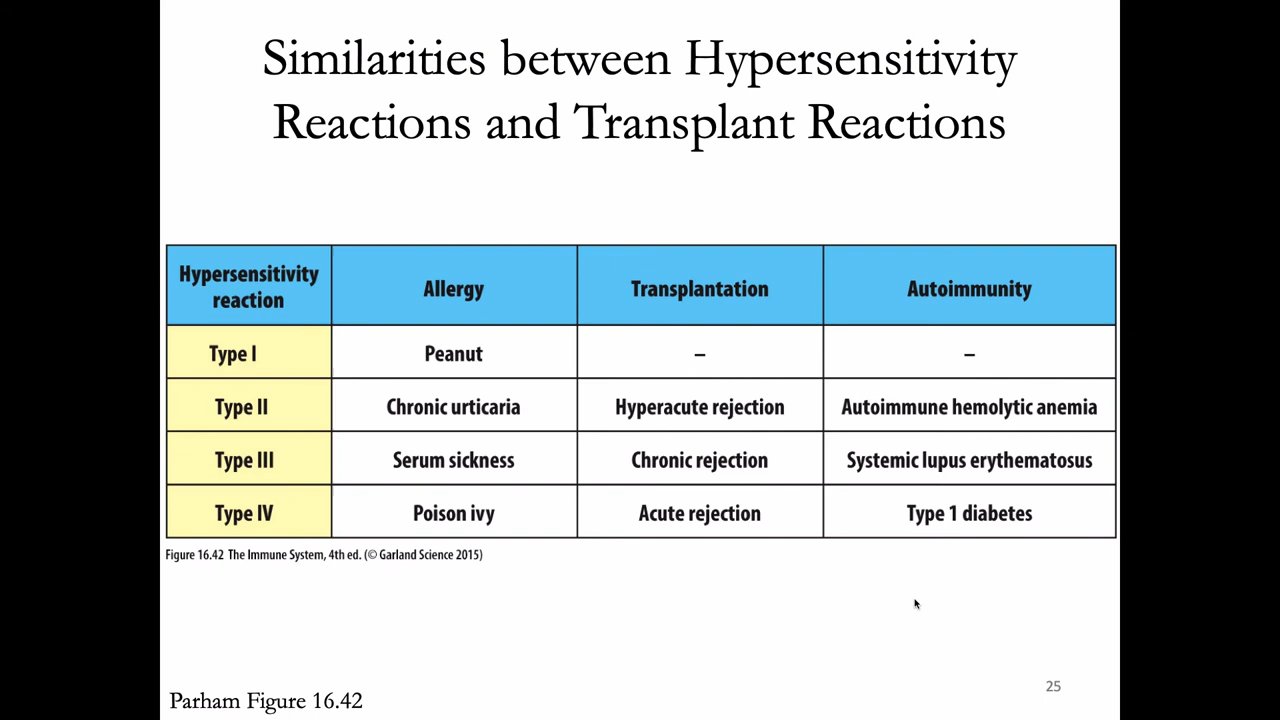 Similarities between Hypersensitivity
Reactions and Transplant Reactions
Hypersensitivity
reaction
Allergy
Transplantation
Autoimmunity
Type I
Peanut
–
–
Type II
Chronic urticaria
Hyperacute rejection
Autoimmune hemolytic anemia
Type III
Serum sickness
Chronic rejection
Systemic lupus erythematosus
Type IV
Poison ivy
Acute rejection
Type 1 diabetes
Figure 16.42 The Immune System, 4th ed. (© Garland Science 2015)
25
Parham Figure 16.42